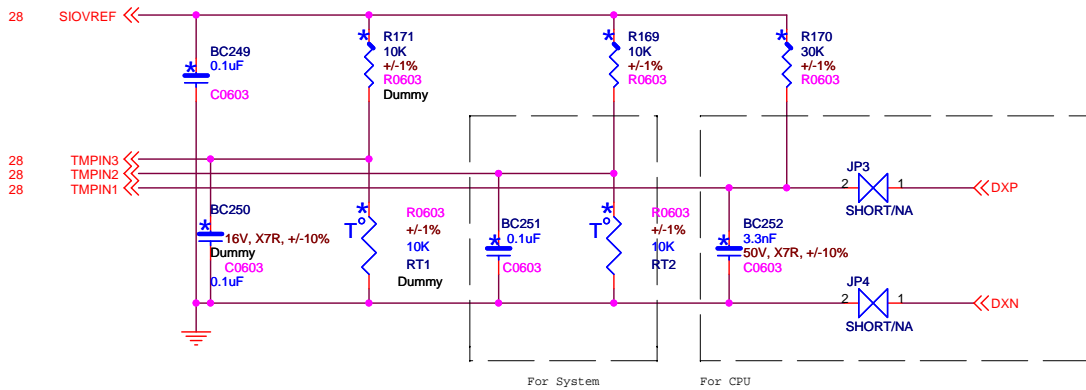 28 SIOVREF
BC249
0.1uF
C0603
R171
10K
+/-1%
R0603
Dummy
R169
10K
+/-1%
R0603
R170
30K
+/-1%
R0603
28 TMPIN3
28 TMPIN2
28 TMPIN1
BC250
16V, X7R, +/-10%
Dummy
C0603
0.1uF
T°
R0603
+/-1%
10K
RT1
Dummy
BC251
0.1uF
C0603
T°
R0603
+/-1%
10K
RT2
BC252
3.3nF
50V, X7R, +/-10%
C0603
JP3
2 1
SHORT/NA
DXP
JP4
2 1
SHORT/NA
DXN
For System
For CPU